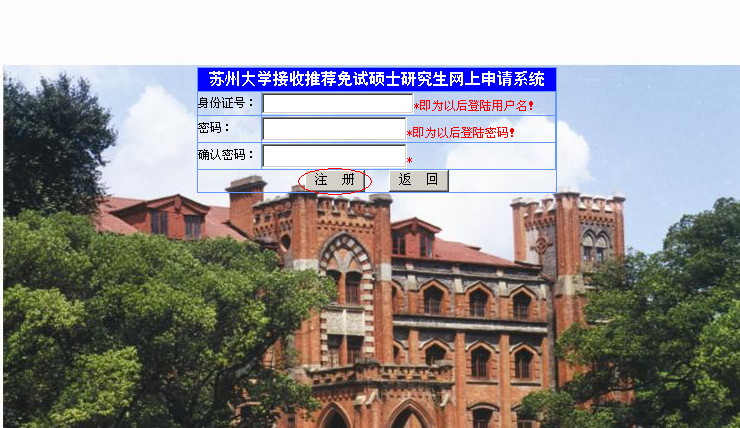 苏州大学接收推荐免试硕士研究生网上申请系统
身份证号： *即为以后登陆用户名！
密码： *即为以后登陆密码！
确认密码： *
注 册 返 回